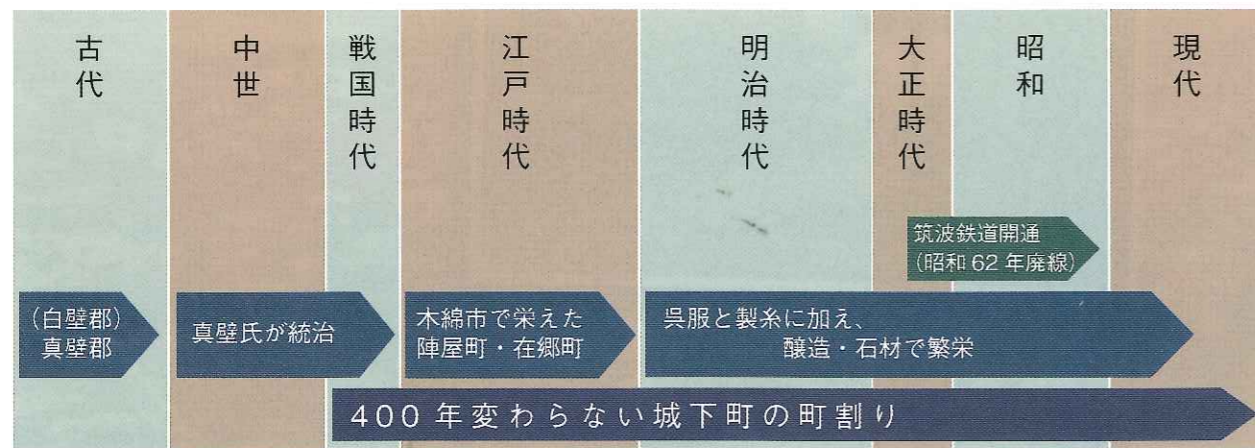 古代
中世
戦国時代
江戸時代
明治時代
大正時代
昭和
現代
筑波鉄道開通
(昭和62年廃線)
(白壁郡)
真壁郡
真壁氏が統治
木綿市で栄えた
陣屋町・在郷町
呉服と製糸に加え、
醸造・石材で繁栄
400年変わらない城下町の町割り